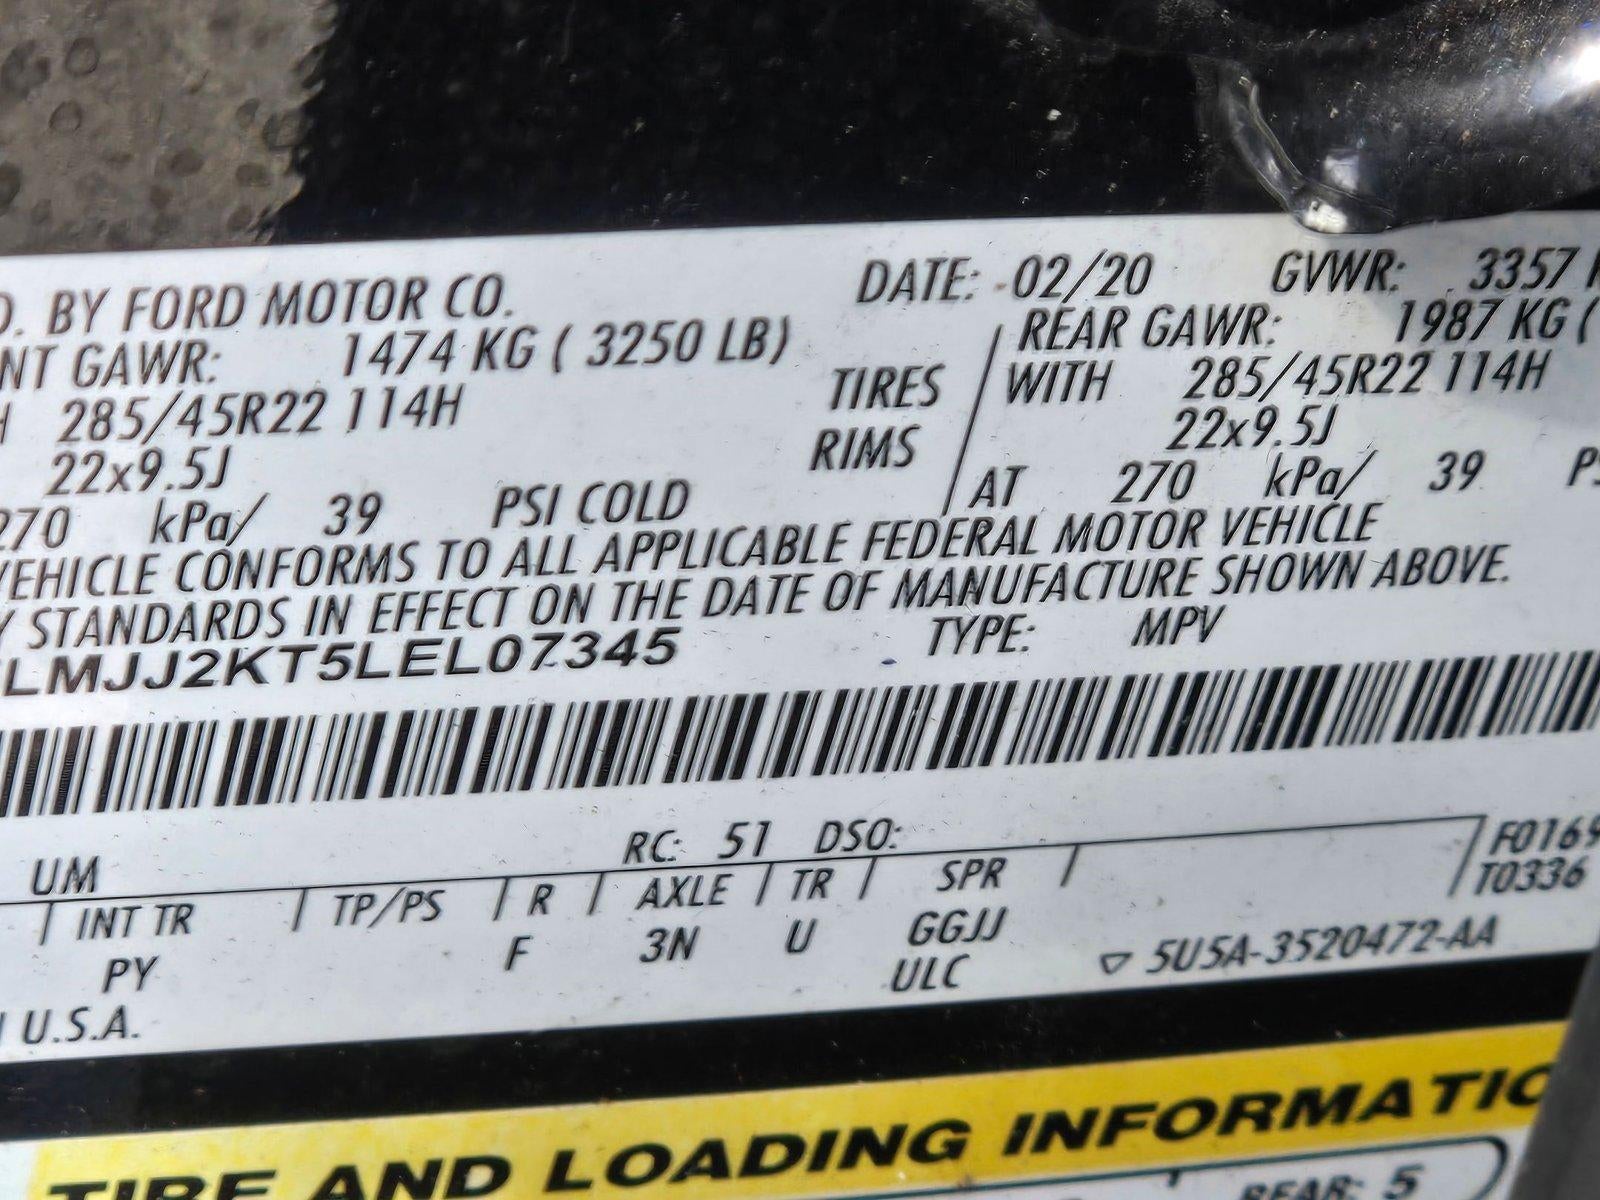 D. BY FORD MOTOR CO. DATE: 02/20 GVWR: 3357 K
NT GAWR: 1474 KG ( 3250 LB) REAR GAWR: 1987 KG (
H 285/45R22 114H TIRES WITH 285/45R22 114H
22x9.5J RIMS 22x9.5J
270 kPa/ 39 PSI COLD AT 270 kPa/ 39 PS
VEHICLE CONFORMS TO ALL APPLICABLE FEDERAL MOTOR VEHICLE
Y STANDARDS IN EFFECT ON THE DATE OF MANUFACTURE SHOWN ABOVE.
LMJJ2KT5LEL07345 TYPE: MPV
UM RC: 51 DSO: F0169
INT TR TP/PS R AXLE TR SPR T0336
PY F 3N U GGJJ
ULC ▽ 5U5A-3520472-AA
U.S.A.
TIRE AND LOADING INFORMATIO
REAR: 5